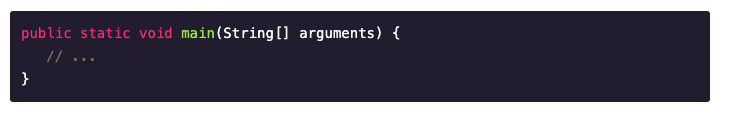 public static void main(String[] arguments) {
   // ...
}